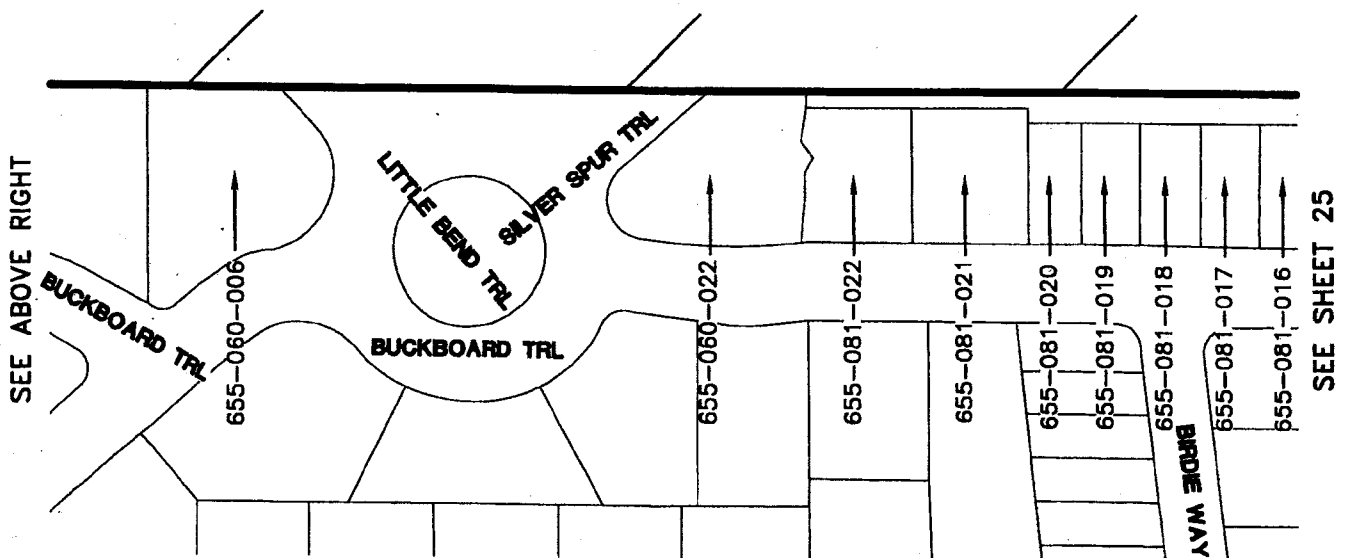 SEE ABOVE RIGHT
BUCKBOARD TRL
LITTLE BEND TRL
SILVER SPUR TRL
BUCKBOARD TRL
655-060-006
655-060-022
655-081-022
655-081-021
655-081-020
655-081-019
655-081-018
655-081-017
655-081-016
BIRDIE WAY
SEE SHEET 25